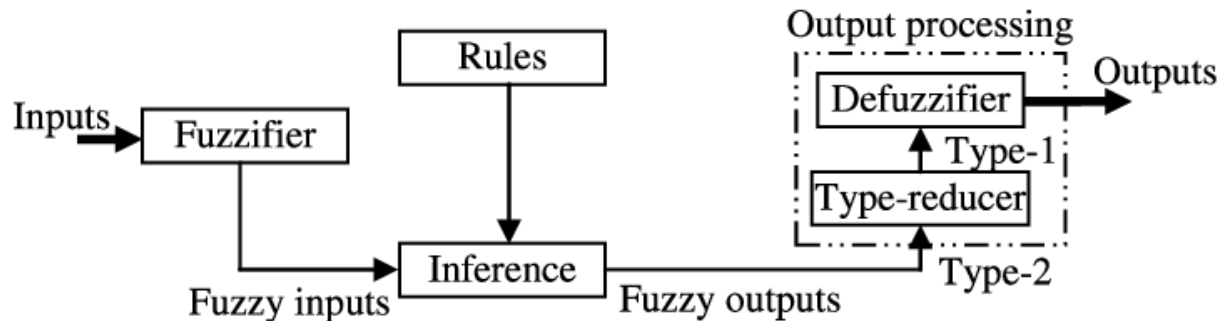 Output processing
Rules
Outputs
Defuzzifier
Inputs
Fuzzifier
Type-1
Type-reducer
Inference
Type-2
Fuzzy inputs
Fuzzy outputs